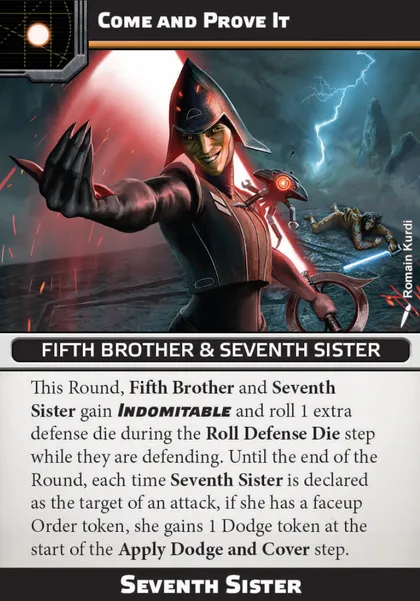 Come and Prove It
Romain Kurdi
FIFTH BROTHER & SEVENTH SISTER
This Round, Fifth Brother and Seventh
Sister gain Indomitable and roll 1 extra
defense die during the Roll Defense Die step
while they are defending. Until the end of the
Round, each time Seventh Sister is declared
as the target of an attack, if she has a faceup
Order token, she gains 1 Dodge token at the
start of the Apply Dodge and Cover step.
Seventh Sister